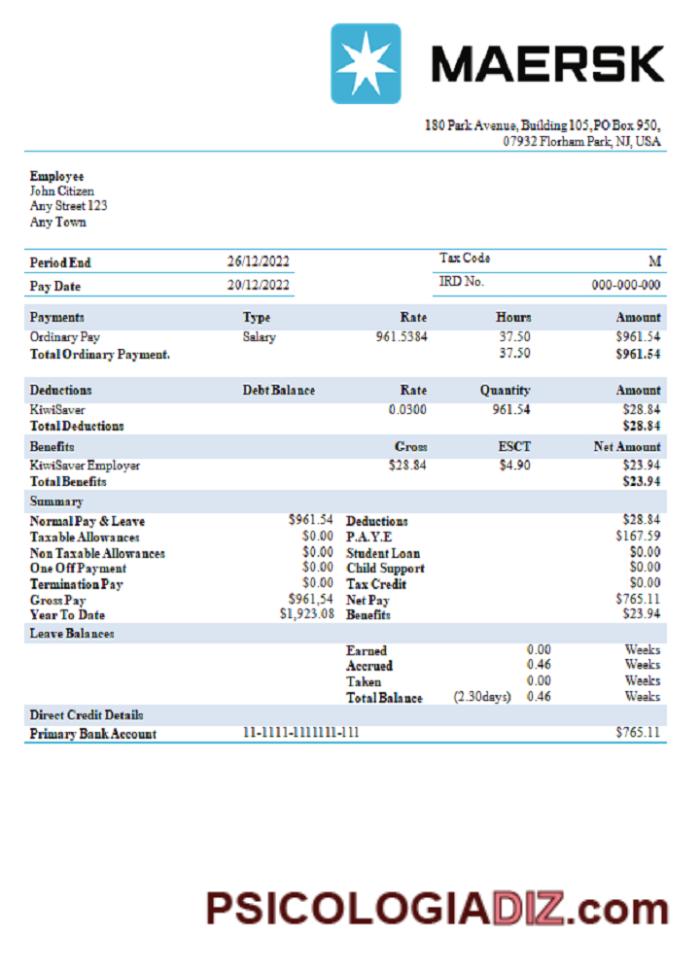 MAERSK
180 Park Avenue, Building 105, PO Box 950,
07932 Florham Park, NJ, USA
Employee
John Citizen
Any Street 123
Any Town
Period End 26/12/2022 Tax Code M
Pay Date 20/12/2022 IRD No. 000-000-000
Payments Type Rate Hours Amount
Ordinary Pay Salary 961.5384 37.50 $961.54
Total Ordinary Payment. 37.50 $961.54
Deductions Debt Balance Rate Quantity Amount
KiwiSaver 0.0300 961.54 $28.84
Total Deductions $28.84
Benefits Gross ESCT Net Amount
KiwiSaver Employer $28.84 $4.90 $23.94
Total Benefits $23.94
Summary
Normal Pay & Leave $961.54 Deductions $28.84
Taxable Allowances $0.00 P.A.Y.E $167.59
Non Taxable Allowances $0.00 Student Loan $0.00
One Off Payment $0.00 Child Support $0.00
Termination Pay $0.00 Tax Credit $0.00
Gross Pay $961,54 Net Pay $765.11
Year To Date $1,923.08 Benefits $23.94
Leave Balances
Earned 0.00 Weeks
Accrued 0.46 Weeks
Taken 0.00 Weeks
Total Balance (2.30days) 0.46 Weeks
Direct Credit Details
Primary Bank Account 11-1111-1111111-111 $765.11
PSICOLOGIADIZ.com